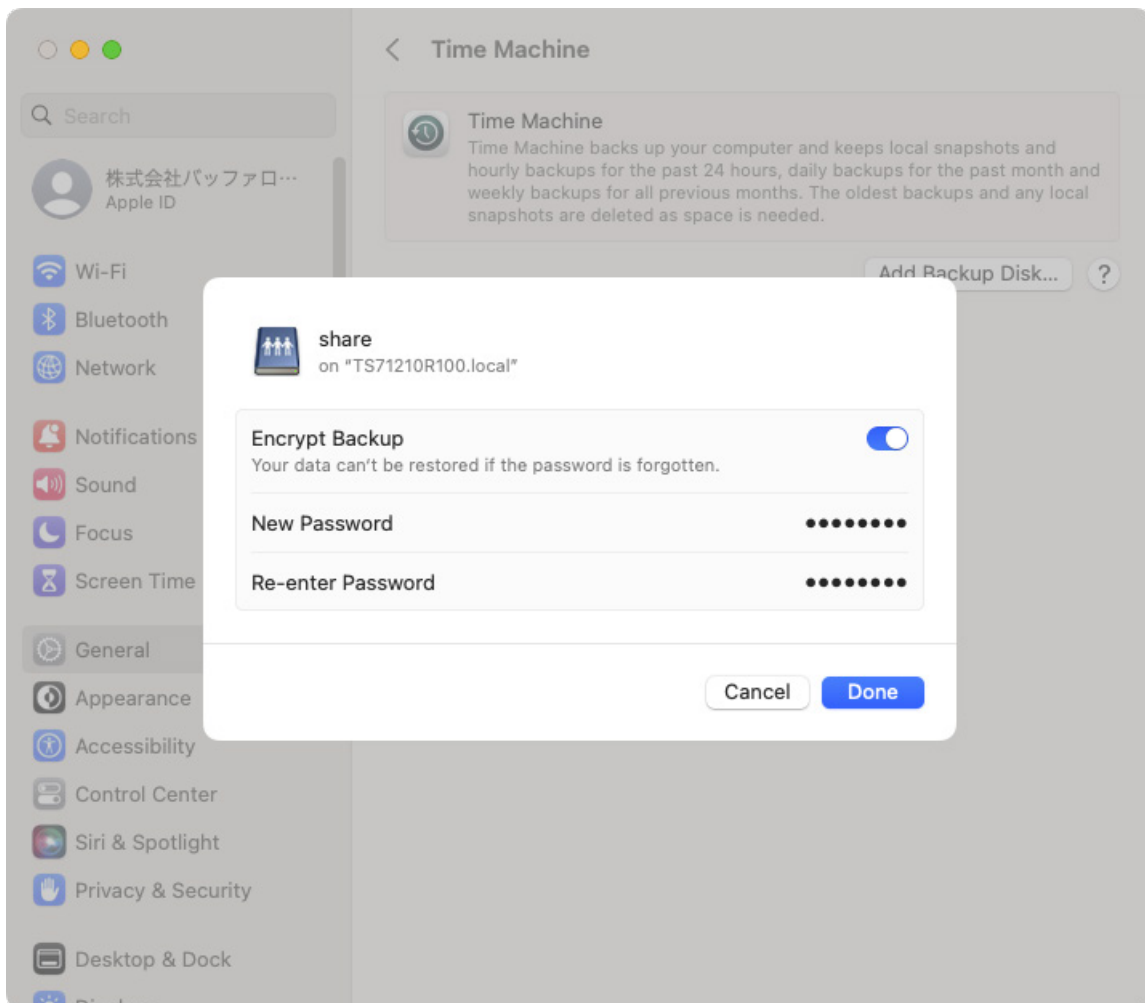 Time Machine
Search
株式会社バッファロ…
Apple ID
Wi-Fi
Bluetooth
Network
Notifications
Sound
Focus
Screen Time
General
Appearance
Accessibility
Control Center
Siri & Spotlight
Privacy & Security
Desktop & Dock
Time Machine
Time Machine backs up your computer and keeps local snapshots and
hourly backups for the past 24 hours, daily backups for the past month and
weekly backups for all previous months. The oldest backups and any local
snapshots are deleted as space is needed.
Add Backup Disk...
?
share
on “TS71210R100.local”
Encrypt Backup
Your data can’t be restored if the password is forgotten.
New Password
••••••••
Re-enter Password
••••••••
Cancel
Done